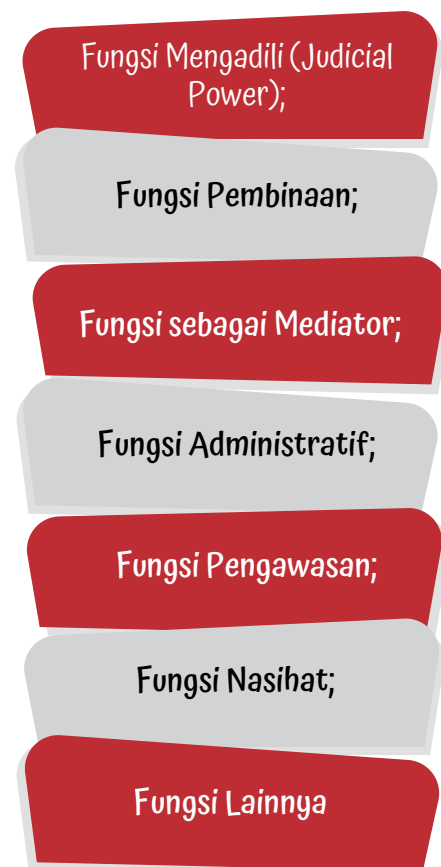 Fungsi Mengadili (Judicial
Power);
Fungsi Pembinaan;
Fungsi sebagai Mediator;
Fungsi Administratif;
Fungsi Pengawasan;
Fungsi Nasihat;
Fungsi Lainnya